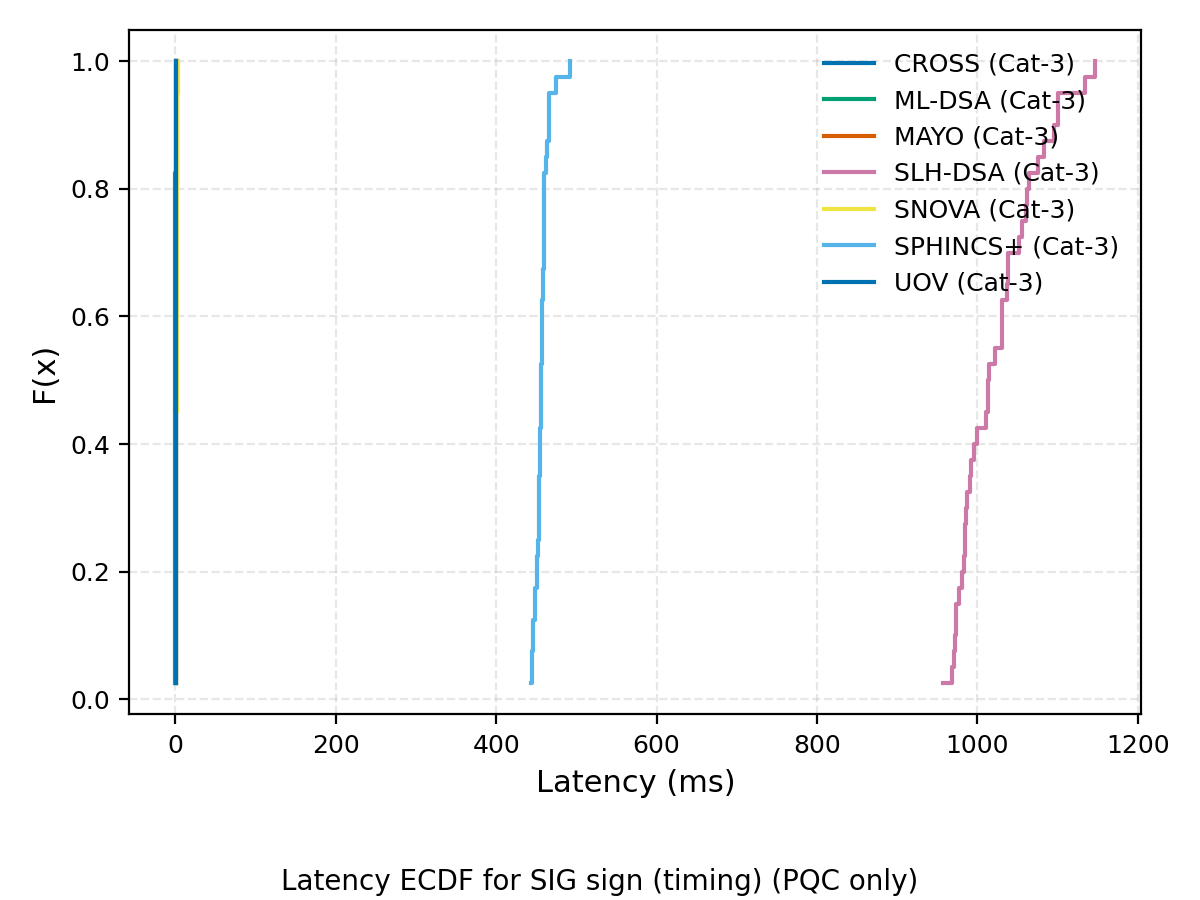 1.0
0.8
0.6
0.4
0.2
0.0
F(x)
CROSS (Cat-3)
ML-DSA (Cat-3)
MAYO (Cat-3)
SLH-DSA (Cat-3)
SNOVA (Cat-3)
SPHINCS+ (Cat-3)
UOV (Cat-3)
0 200 400 600 800 1000 1200
Latency (ms)
Latency ECDF for SIG sign (timing) (PQC only)